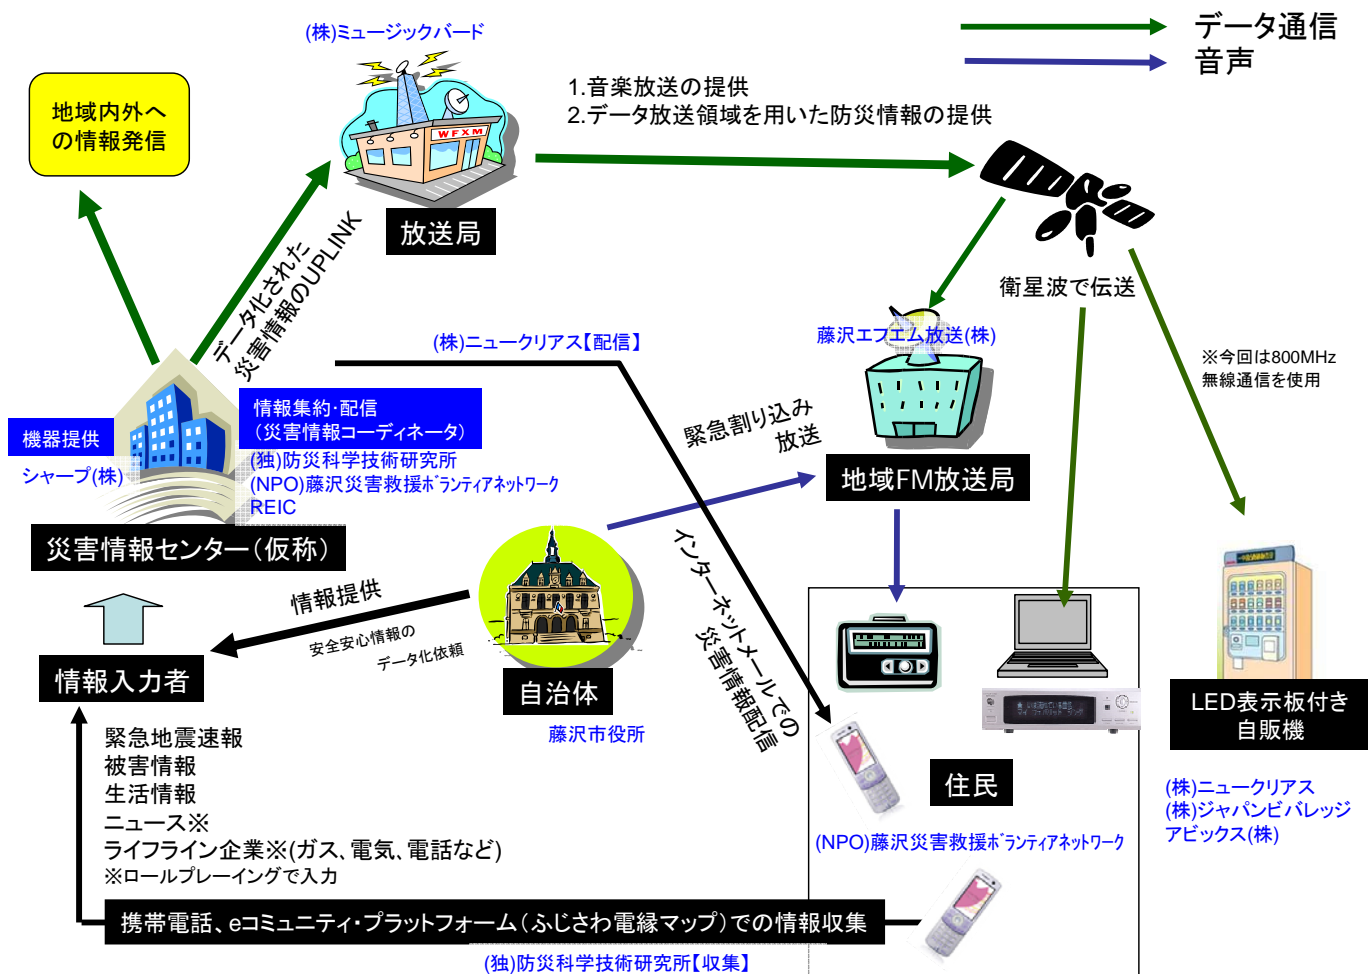 (株)ミュージックバード
データ通信
音声
地域内外へ
の情報発信
1.音楽放送の提供
2.データ放送領域を用いた防災情報の提供
WFXM
放送局
データ化された
災害情報のUPLINK
衛星波で伝送
(株)ニュークリアス【配信】
藤沢エフエム放送(株)
※今回は800MHz
無線通信を使用
機器提供
シャープ(株)
情報集約・配信
(災害情報コーディネータ)
(独)防災科学技術研究所
(NPO)藤沢災害救援ボランティアネットワーク
REIC
緊急割り込み
放送
地域FM放送局
災害情報センター(仮称)
インターネットメールでの
災害情報配信
情報提供
安全安心情報の
データ化依頼
情報入力者
自治体
藤沢市役所
LED表示板付き
自販機
緊急地震速報
被害情報
生活情報
ニュース※
ライフライン企業※(ガス、電気、電話など)
※ロールプレーイングで入力
住民
(NPO)藤沢災害救援ボランティアネットワーク
(株)ニュークリアス
(株)ジャパンビバレッジ
アビックス(株)
携帯電話、eコミュニティ・プラットフォーム(ふじさわ電縁マップ)での情報収集
(独)防災科学技術研究所【収集】